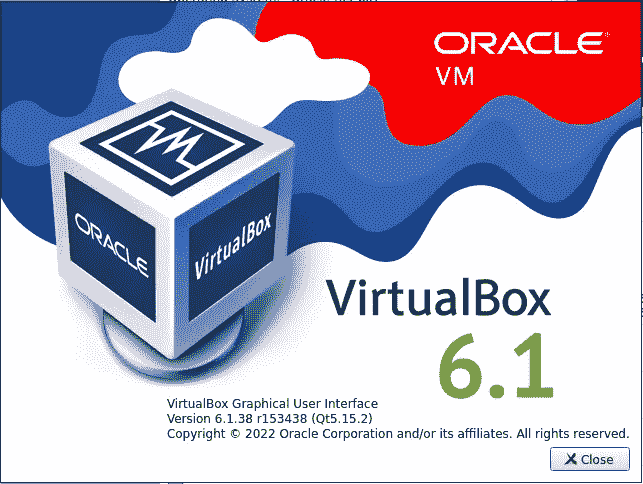 ORACLE
VM
ORACLE
VirtualBox
VirtualBox
6.1
VirtualBox Graphical User Interface
Version 6.1.38 r153438 (Qt5.15.2)
Copyright © 2022 Oracle Corporation and/or its affiliates. All rights reserved.
Close